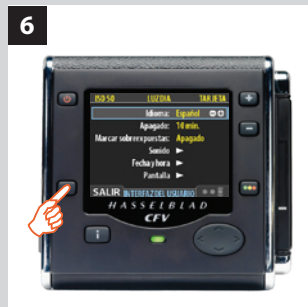 6
ISO 50 LUZ DIA TARJETA
Idioma: Español
Apagado: 10 min.
Marcar sobreexpuestas: Apagado
Sonido
Fecha y hora
Pantalla
SALIR INTERFAZ DEL USUARIO
HASSELBLAD
CFV
i